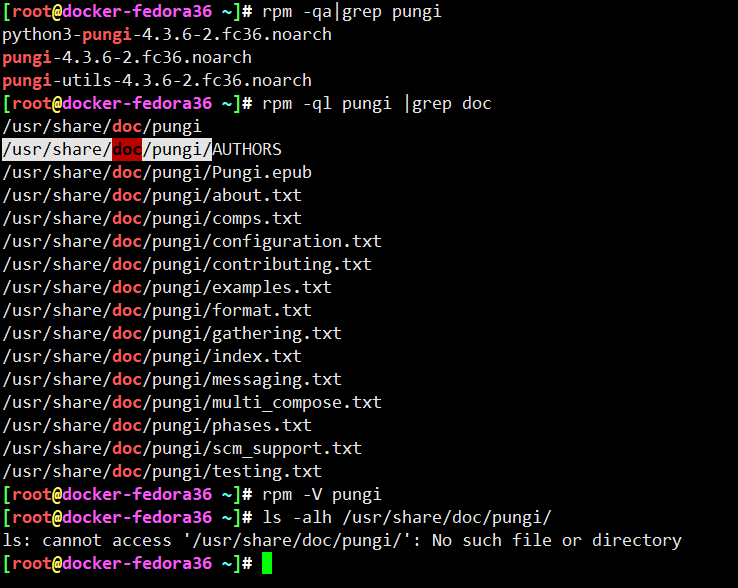 [root@docker-fedora36 ~]# rpm -qa|grep pungi
python3-pungi-4.3.6-2.fc36.noarch
pungi-4.3.6-2.fc36.noarch
pungi-utils-4.3.6-2.fc36.noarch
[root@docker-fedora36 ~]# rpm -ql pungi |grep doc
/usr/share/doc/pungi
/usr/share/doc/pungi/AUTHORS
/usr/share/doc/pungi/Pungi.epub
/usr/share/doc/pungi/about.txt
/usr/share/doc/pungi/comps.txt
/usr/share/doc/pungi/configuration.txt
/usr/share/doc/pungi/contributing.txt
/usr/share/doc/pungi/examples.txt
/usr/share/doc/pungi/format.txt
/usr/share/doc/pungi/gathering.txt
/usr/share/doc/pungi/index.txt
/usr/share/doc/pungi/messaging.txt
/usr/share/doc/pungi/multi_compose.txt
/usr/share/doc/pungi/phases.txt
/usr/share/doc/pungi/scm_support.txt
/usr/share/doc/pungi/testing.txt
[root@docker-fedora36 ~]# rpm -V pungi
[root@docker-fedora36 ~]# ls -alh /usr/share/doc/pungi/
ls: cannot access '/usr/share/doc/pungi/': No such file or directory
[root@docker-fedora36 ~]#